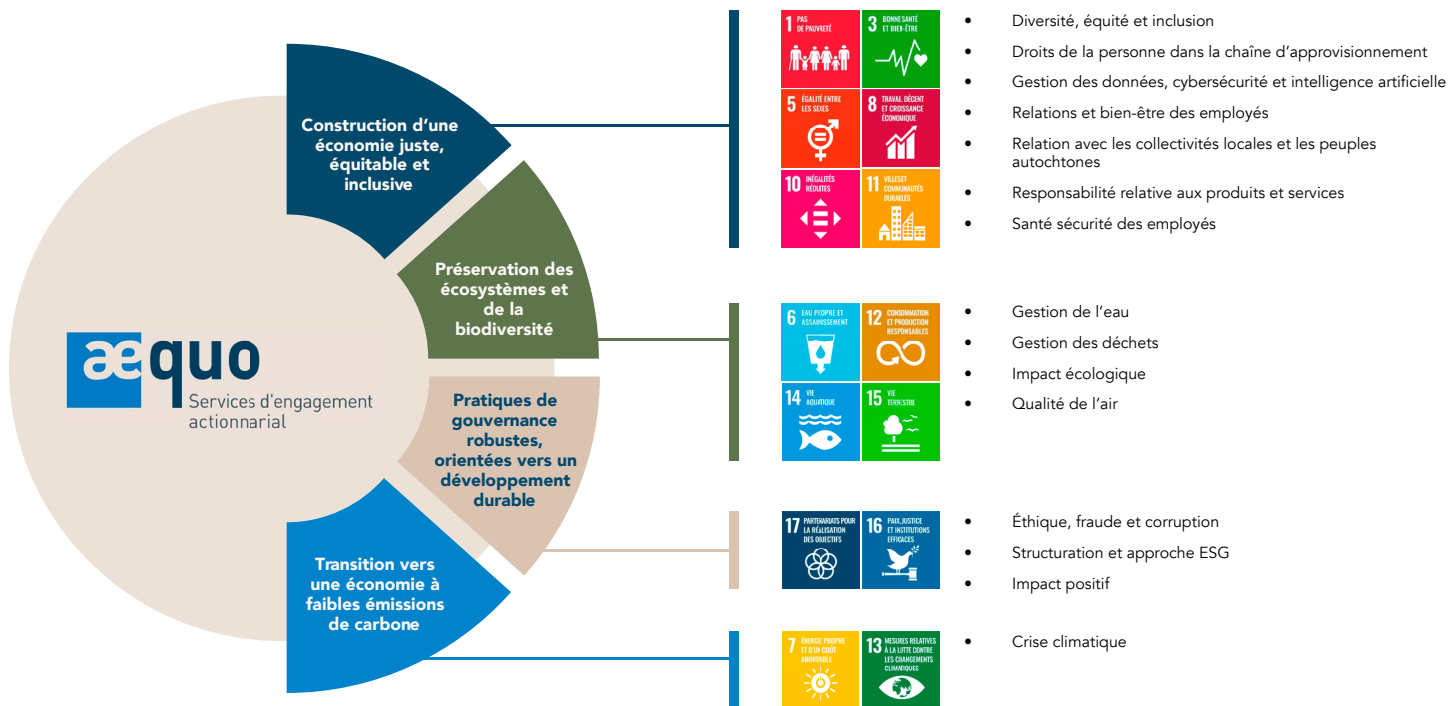 Construction d'une
économie juste,
équitable et
inclusive
Préservation des
écosystèmes et
de la
biodiversité
æquo
Services d'engagement
actionnarial
Pratiques de
gouvernance
robustes,
orientées vers un
développement
durable
Transition vers
une économie à
faibles émissions
de carbone
1 PAS
DE PAUVRETÉ
3 BONNE SANTÉ
ET BIEN-ÊTRE
5 ÉGALITÉ ENTRE
LES SEXES
8 TRAVAIL DÉCENT
ET CROISSANCE
ÉCONOMIQUE
10 INÉGALITÉS
RÉDUITES
11 VILLES ET
COMMUNAUTÉS
DURABLES
• Diversité, équité et inclusion
• Droits de la personne dans la chaîne d'approvisionnement
• Gestion des données, cybersécurité et intelligence artificielle
• Relations et bien-être des employés
• Relation avec les collectivités locales et les peuples
autochtones
• Responsabilité relative aux produits et services
• Santé sécurité des employés
6 EAU PROPRE ET
ASSAINISSEMENT
12 CONSOMMATION
ET PRODUCTION
RESPONSABLES
14 VIE
AQUATIQUE
15 VIE
TERRESTRE
• Gestion de l'eau
• Gestion des déchets
• Impact écologique
• Qualité de l'air
17 PARTENARIATS POUR
LA RÉALISATION
DES OBJECTIFS
16 PAIX, JUSTICE
ET INSTITUTIONS
EFFICACES
• Éthique, fraude et corruption
• Structuration et approche ESG
• Impact positif
7 ÉNERGIE PROPRE
ET D'UN COÛT
ABORDABLE
13 MESURES RELATIVES
À LA LUTTE CONTRE
LES CHANGEMENTS
CLIMATIQUES
• Crise climatique